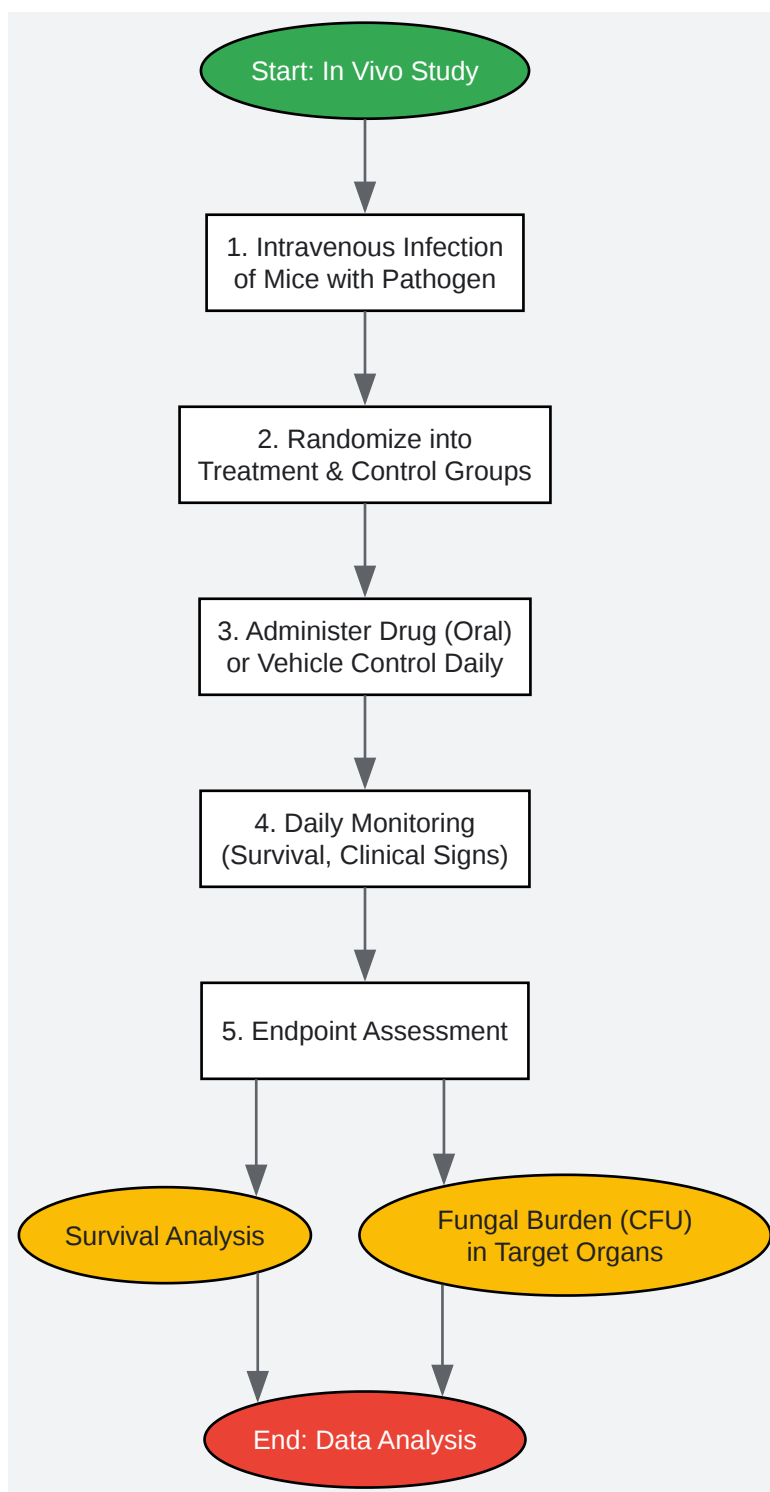 Start: In Vivo Study
1. Intravenous Infection
of Mice with Pathogen
2. Randomize into
Treatment & Control Groups
3. Administer Drug (Oral)
or Vehicle Control Daily
4. Daily Monitoring
(Survival, Clinical Signs)
5. Endpoint Assessment
Survival Analysis
Fungal Burden (CFU)
in Target Organs
End: Data Analysis